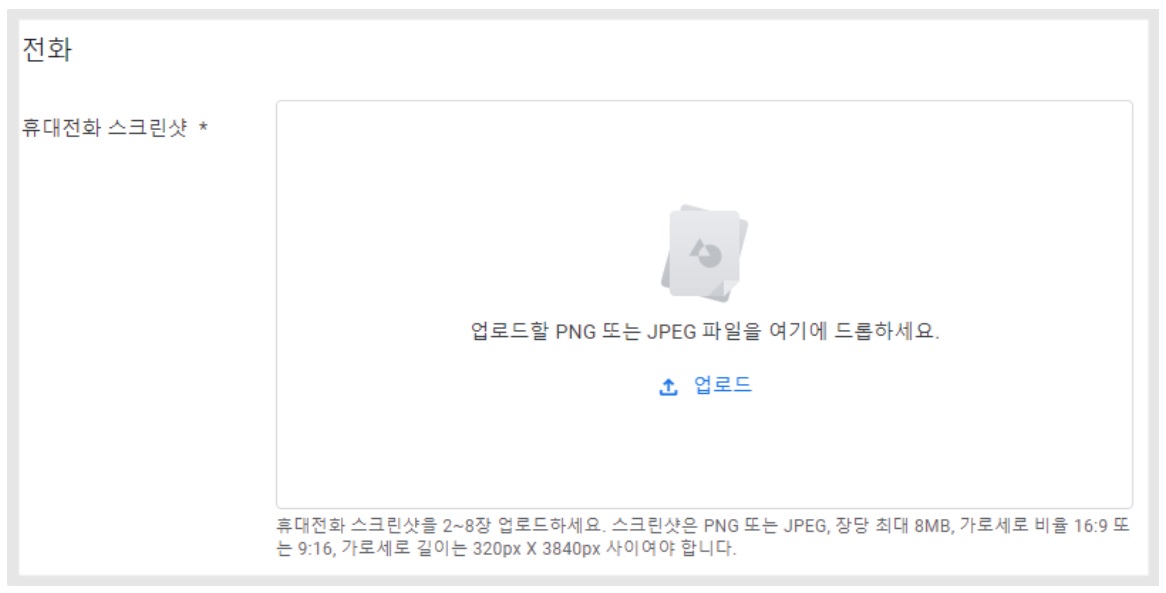 전화
휴대전화 스크린샷 *
업로드할 PNG 또는 JPEG 파일을 여기에 드롭하세요.
업로드
휴대전화 스크린샷을 2~8장 업로드하세요. 스크린샷은 PNG 또는 JPEG, 장당 최대 8MB, 가로세로 비율 16:9 또
는 9:16, 가로세로 길이는 320px X 3840px 사이여야 합니다.